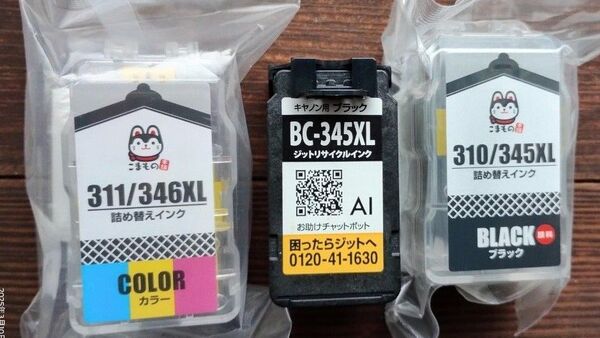 こまもの
311/346XL
詰め替えインク
COLOR
カラー
キヤノン用 ブラック
BC-345XL
ジットリサイクルインク
AI
お助けチャットボット
困ったらジットへ
0120-41-1630
こまもの
310/345XL
詰め替えインク
BLACK
ブラック